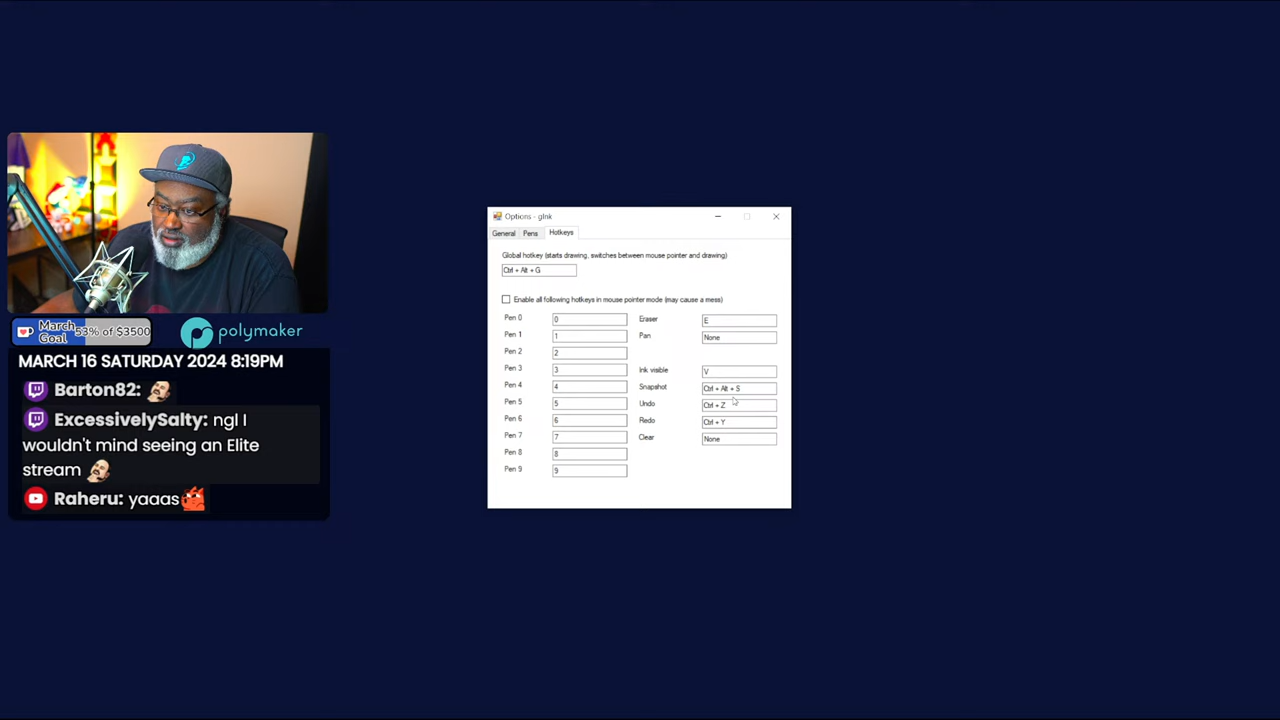 March
Goal
53% of $3500
polymaker
MARCH 16 SATURDAY 2024 8:19PM
Barton82:
ExcessivelySalty: ngl I
wouldn't mind seeing an Elite
stream
Raheru: yaaas
Options - gInk
General
Pens
Hotkeys
Global hotkey (starts drawing, switches between mouse pointer and drawing)
Ctrl + Alt + G
Enable all following hotkeys in mouse pointer mode (may cause a mess)
Pen 0 0
Pen 1 1
Pen 2 2
Pen 3 3
Pen 4 4
Pen 5 5
Pen 6 6
Pen 7 7
Pen 8 8
Pen 9 9
Eraser E
Pan None
Ink visible V
Snapshot Ctrl + Alt + S
Undo Ctrl + Z
Redo Ctrl + Y
Clear None